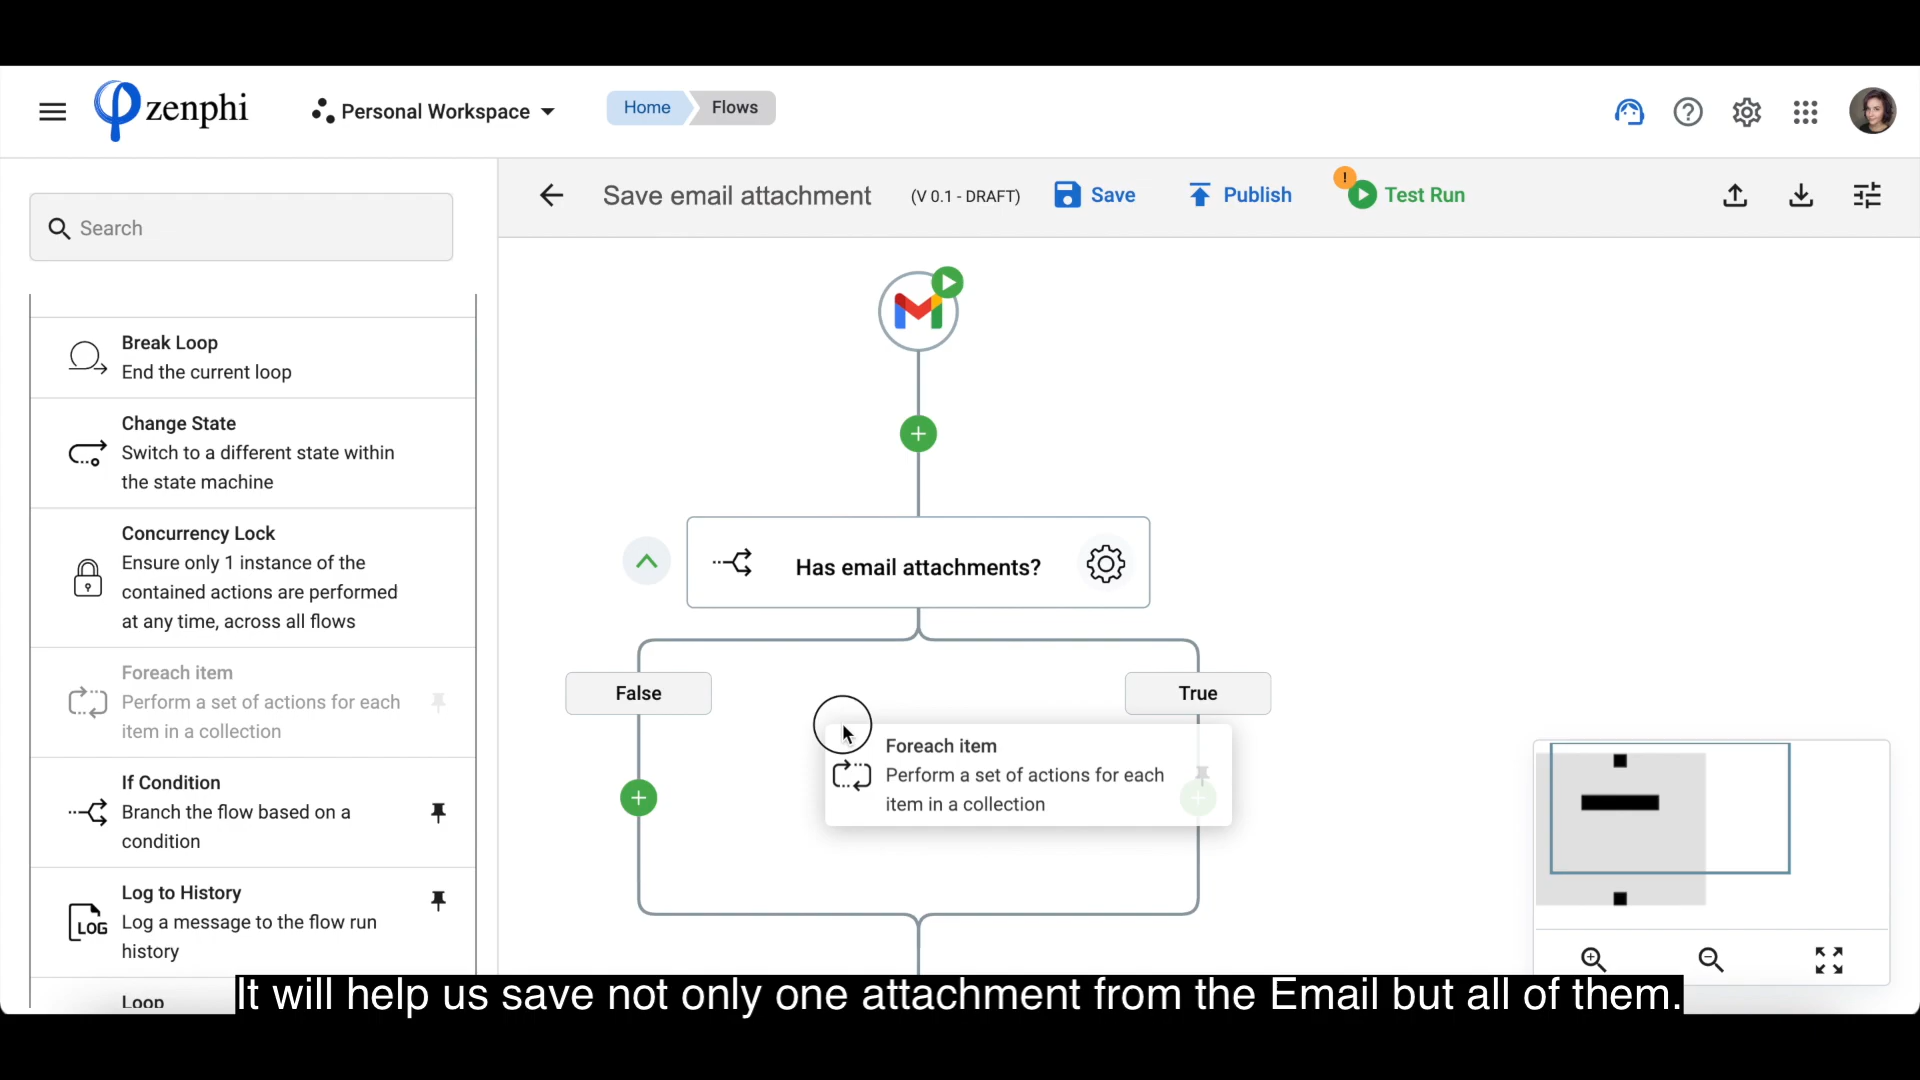 zenphi
Personal Workspace
Home
Flows
Search
Save email attachment
(V 0.1 - DRAFT)
Save
Publish
!
Test Run
Break Loop
End the current loop
Change State
Switch to a different state within
the state machine
Concurrency Lock
Ensure only 1 instance of the
contained actions are performed
at any time, across all flows
Foreach item
Perform a set of actions for each
item in a collection
If Condition
Branch the flow based on a
condition
LOG
Log to History
Log a message to the flow run
history
Loop
Has email attachments?
False
True
Foreach item
Perform a set of actions for each
item in a collection
It will help us save not only one attachment from the Email but all of them.